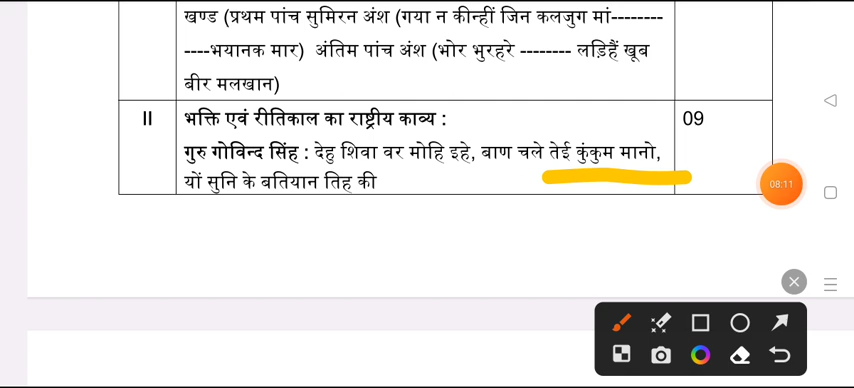 खण्ड (प्रथम पांच सुमिरन अंश (गया न कीन्हीं जिन कलजुग मां--------
----भयानक मार) अंतिम पांच अंश (भोर भुरहरे -------- लड़िहैं खूब
बीर मलखान)
II भक्ति एवं रीतिकाल का राष्ट्रीय काव्य : 09
गुरु गोविन्द सिंह : देहु शिवा वर मोहि इहे, बाण चले तेई कुंकुम मानो,
यों सुनि के बतियान तिह की
08:11